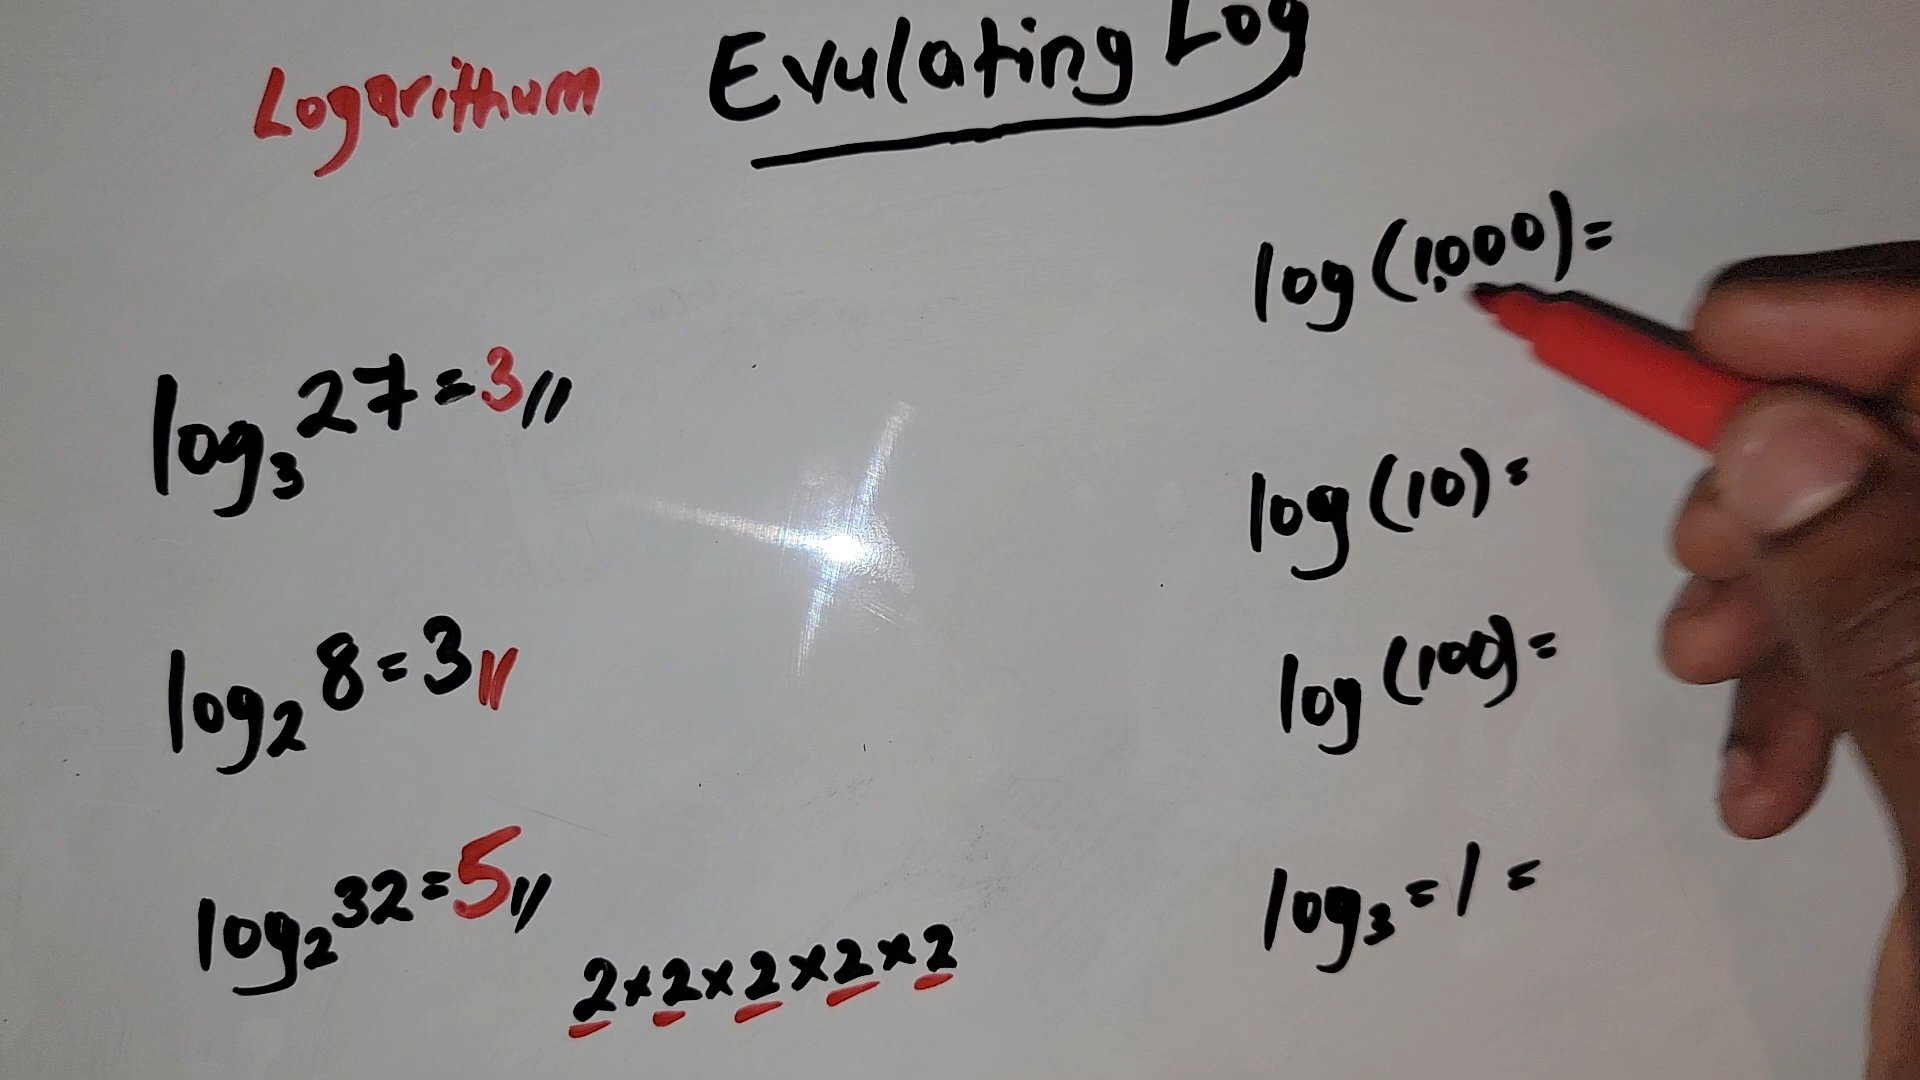 Logarithum
Evulating Log
log₃27=3//
log₂8=3//
log₂32=5//
2×2×2×2×2
log(1,000)=
log(10)=
log(100)=
log₃=1=